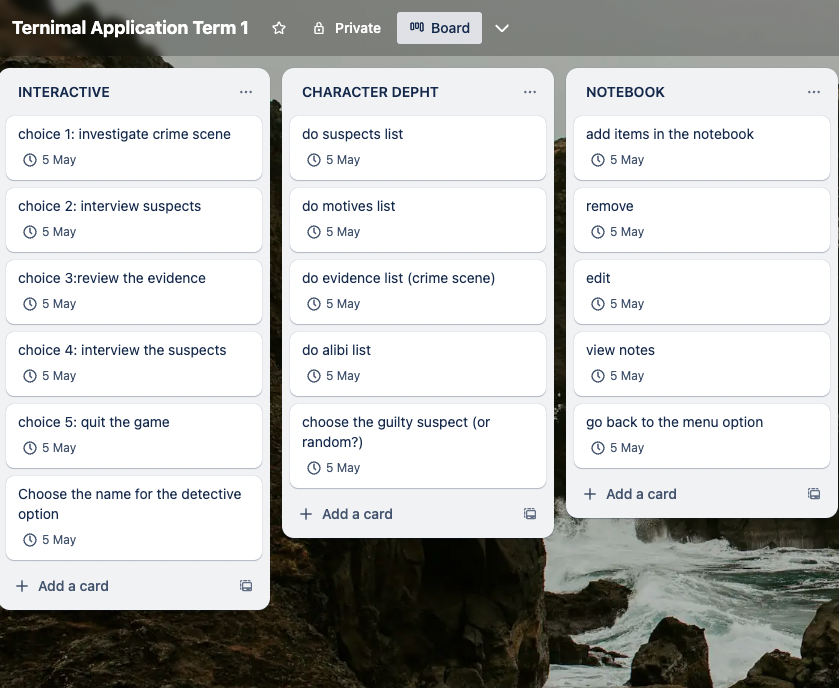 Ternimal Application Term 1
Private
Board
INTERACTIVE
choice 1: investigate crime scene
5 May
choice 2: interview suspects
5 May
choice 3:review the evidence
5 May
choice 4: interview the suspects
5 May
choice 5: quit the game
5 May
Choose the name for the detective
option
5 May
Add a card
CHARACTER DEPHT
do suspects list
5 May
do motives list
5 May
do evidence list (crime scene)
5 May
do alibi list
5 May
choose the guilty suspect (or
random?)
5 May
Add a card
NOTEBOOK
add items in the notebook
5 May
remove
5 May
edit
5 May
view notes
5 May
go back to the menu option
5 May
Add a card